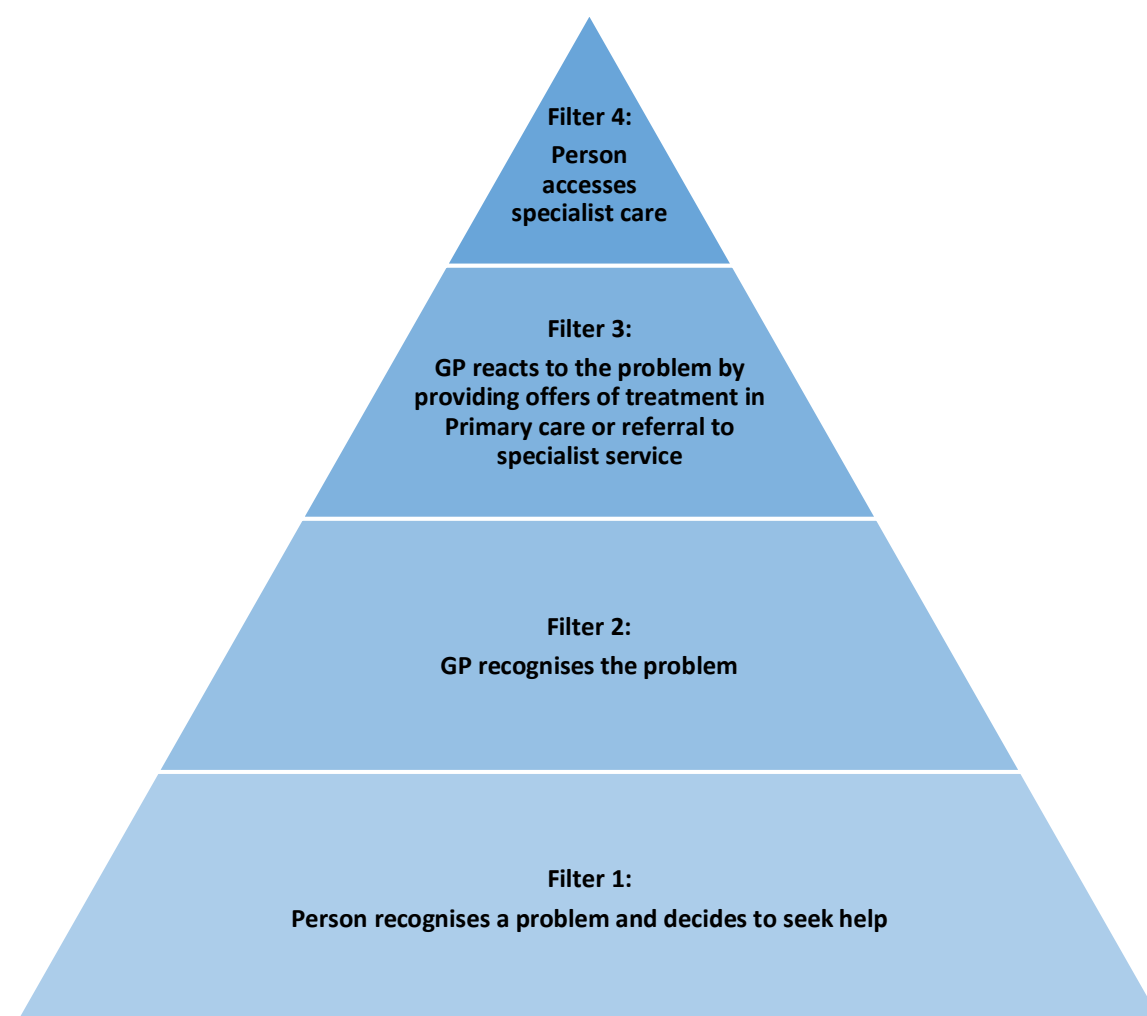 Filter 4:
Person
accesses
specialist care
Filter 3:
GP reacts to the problem by
providing offers of treatment in
Primary care or referral to
specialist service
Filter 2:
GP recognises the problem
Filter 1:
Person recognises a problem and decides to seek help